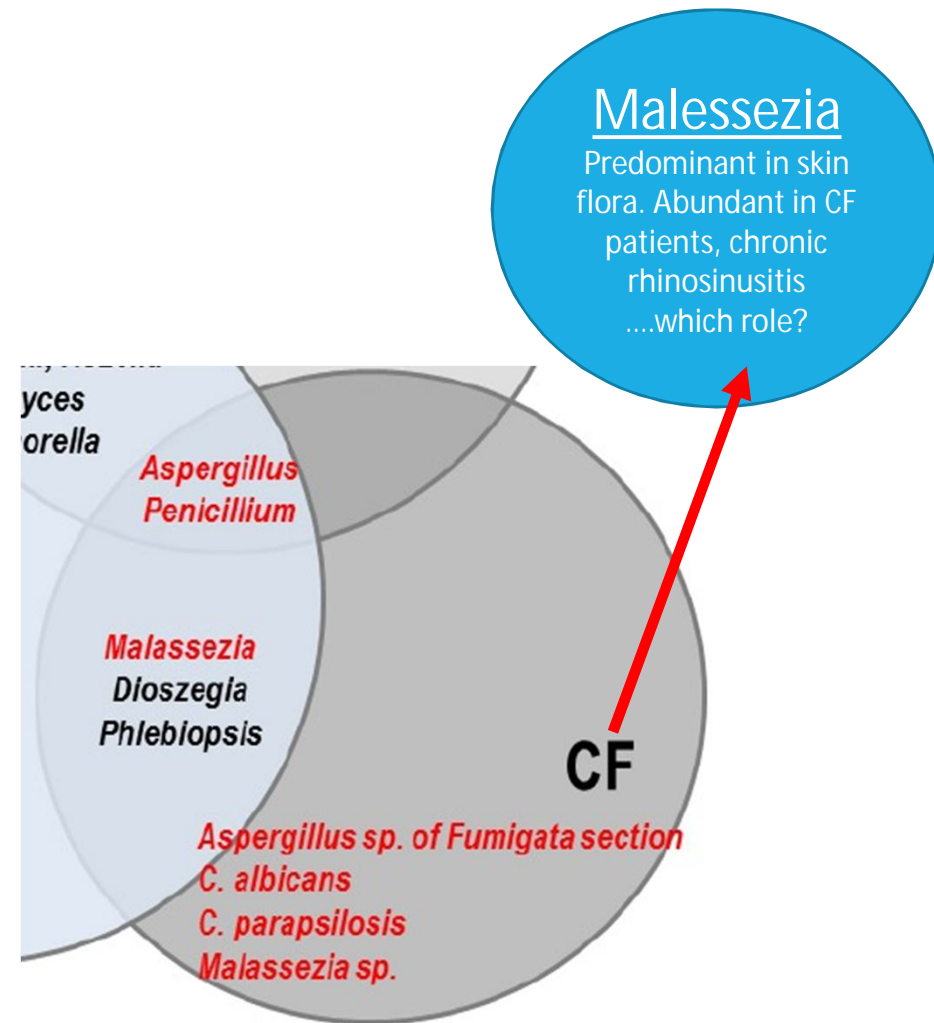 Malessezia
Predominant in skin
flora. Abundant in CF
patients, chronic
rhinosinusitis
....which role?
yces
orella
Aspergillus
Penicillium
Malassezia
Dioszegia
Phlebiopsis
CF
Aspergillus sp. of Fumigata section
C. albicans
C. parapsilosis
Malassezia sp.